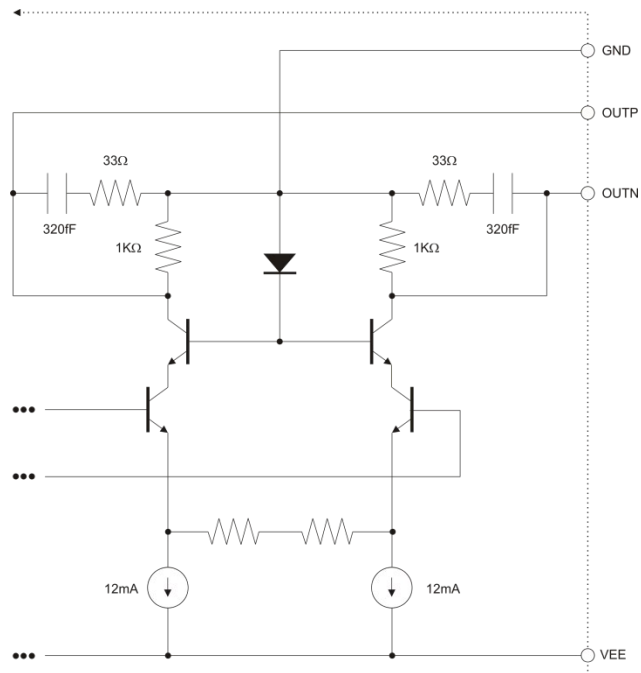 GND
OUTP
33Ω
33Ω
OUTN
320fF
320fF
1KΩ
1KΩ
12mA
12mA
VEE